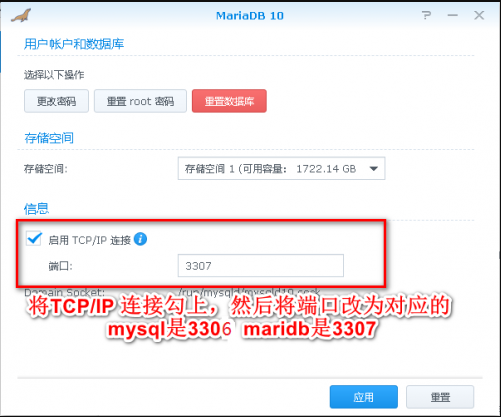 MariaDB 10
用户帐户和数据库
选择以下操作
更改密码 重置 root 密码 重置数据库
存储空间
存储空间: 存储空间 1 (可用容量: 1722.14 GB
信息
启用 TCP/IP 连接
端口: 3307
Domain Socket: /run/mysqld/mysqld10.sock
将TCP/IP 连接勾上，然后将端口改为对应的
mysql是3306 maridb是3307
应用 重置